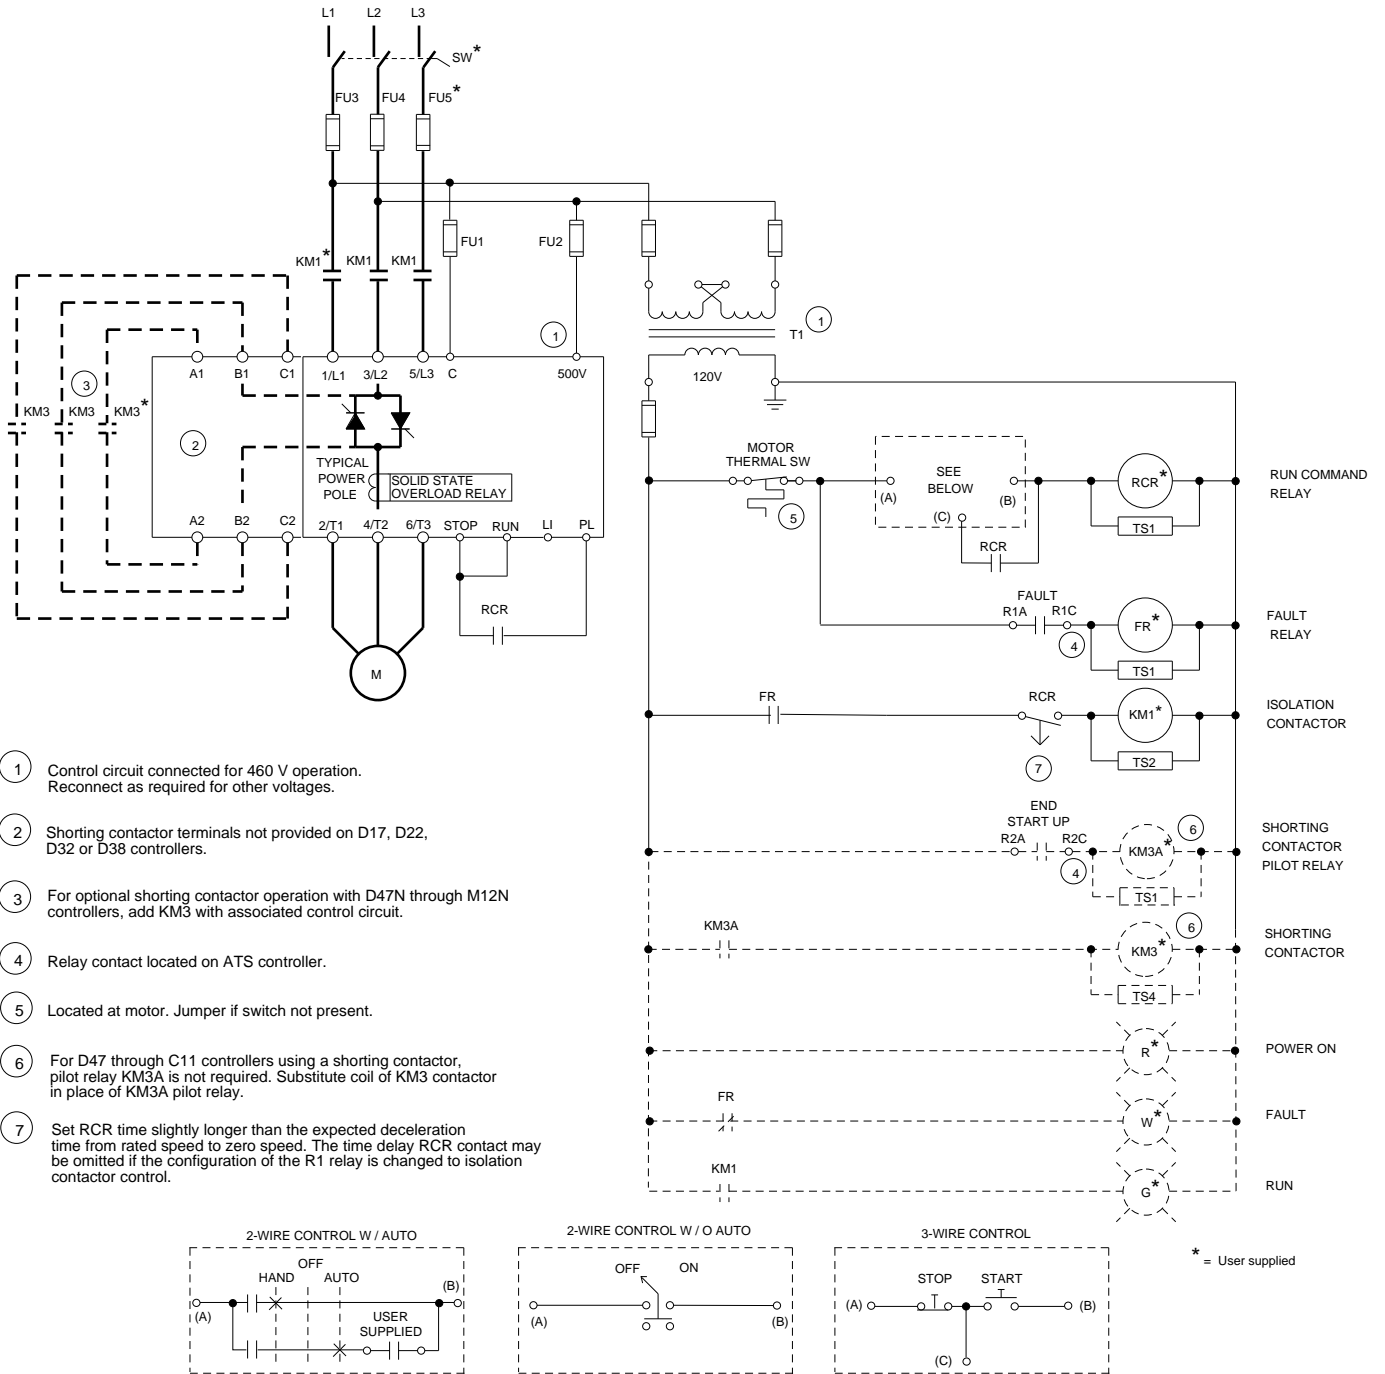 L1 L2 L3
SW*
FU3 FU4 FU5*
FU1 FU2
KM1* KM1 KM1
1 T1 1
A1 B1 C1 1/L1 3/L2 5/L3 C 500V 120V
3
KM3 KM3 KM3*
2
TYPICAL
POWER
POLE
SOLID STATE
OVERLOAD RELAY
MOTOR
THERMAL SW
5
SEE
BELOW
(A) (B)
(C)
RCR
RCR*
TS1
RUN COMMAND
RELAY
A2 B2 C2 2/T1 4/T2 6/T3 STOP RUN LI PL
RCR
M
FAULT
R1A R1C
4
FR*
TS1
FAULT
RELAY
FR RCR
7
KM1*
TS2
ISOLATION
CONTACTOR
END
START UP
R2A R2C
4
KM3A*
6
TS1
SHORTING
CONTACTOR
PILOT RELAY
KM3A
KM3*
6
TS4
SHORTING
CONTACTOR
R*
POWER ON
FR
W*
FAULT
KM1
G*
RUN
1 Control circuit connected for 460 V operation.
Reconnect as required for other voltages.
2 Shorting contactor terminals not provided on D17, D22,
D32 or D38 controllers.
3 For optional shorting contactor operation with D47N through M12N
controllers, add KM3 with associated control circuit.
4 Relay contact located on ATS controller.
5 Located at motor. Jumper if switch not present.
6 For D47 through C11 controllers using a shorting contactor,
pilot relay KM3A is not required. Substitute coil of KM3 contactor
in place of KM3A pilot relay.
7 Set RCR time slightly longer than the expected deceleration
time from rated speed to zero speed. The time delay RCR contact may
be omitted if the configuration of the R1 relay is changed to isolation
contactor control.
2-WIRE CONTROL W / AUTO
OFF
HAND AUTO
(A) (B)
USER
SUPPLIED
2-WIRE CONTROL W / O AUTO
OFF ON
(A) (B)
3-WIRE CONTROL
STOP START
(A) (B)
(C)
* = User supplied